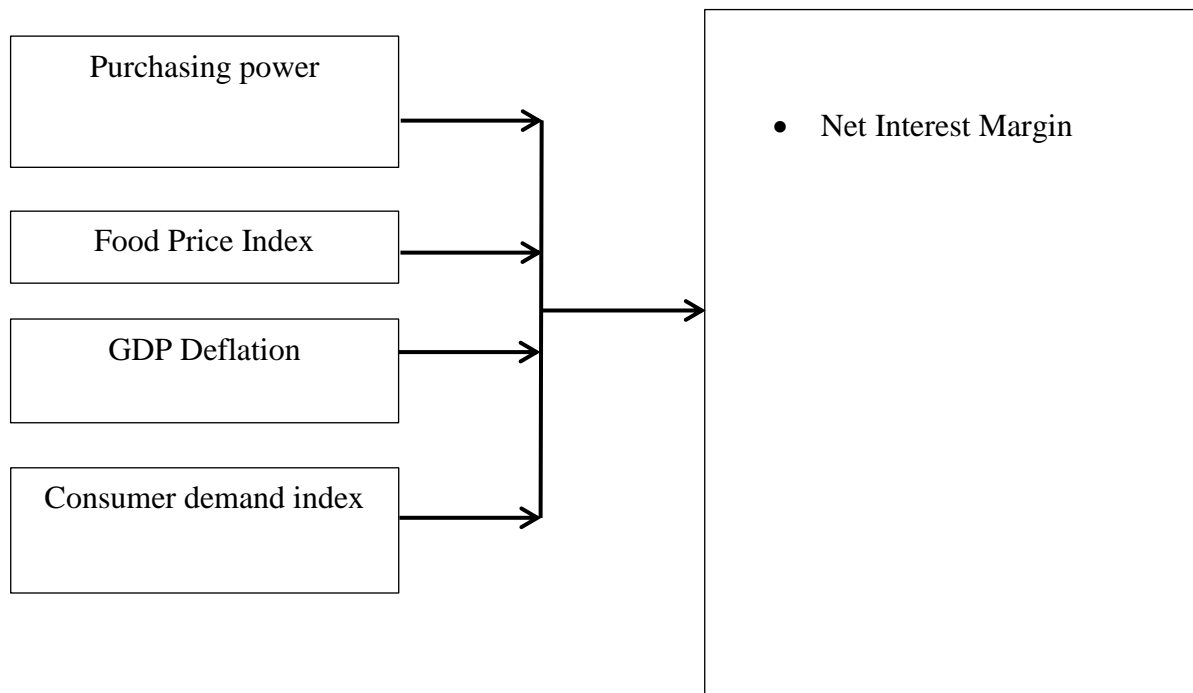 Purchasing power
Food Price Index
GDP Deflation
Consumer demand index
• Net Interest Margin